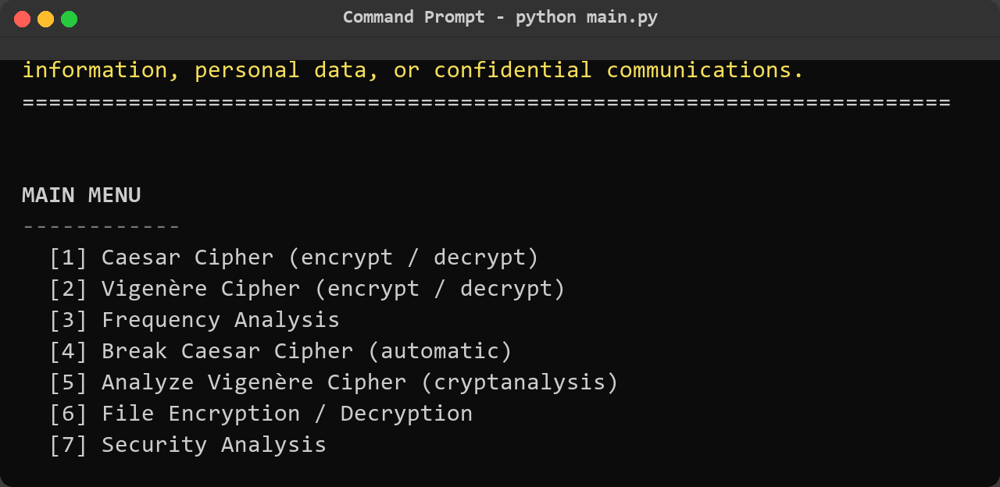 Command Prompt - python main.py
information, personal data, or confidential communications.
======================================================================
MAIN MENU
------------
[1] Caesar Cipher (encrypt / decrypt)
[2] Vigenère Cipher (encrypt / decrypt)
[3] Frequency Analysis
[4] Break Caesar Cipher (automatic)
[5] Analyze Vigenère Cipher (cryptanalysis)
[6] File Encryption / Decryption
[7] Security Analysis